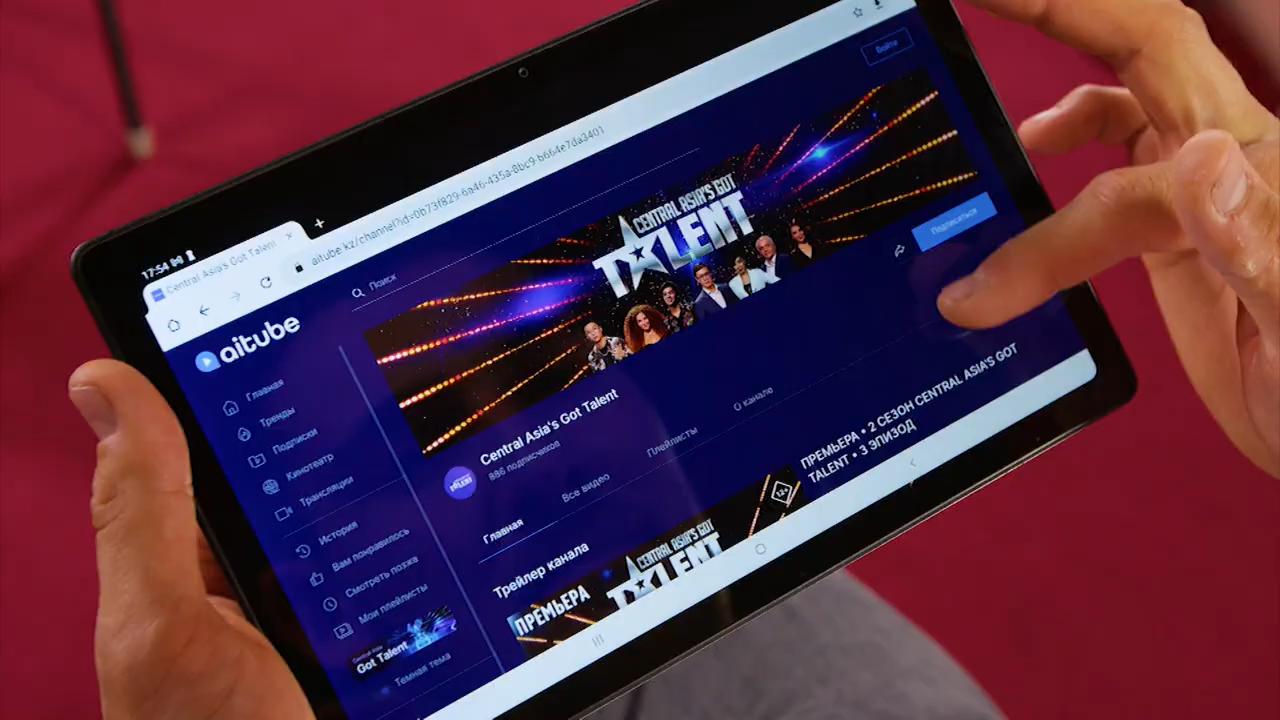 17:54
Central Asia's Got Talent
aitube.kz/channel?id=0b73f829-6a46-435a-8bc9-b664e7da3401
aitube
Поиск
Войти
Главная
Тренды
Подписки
Кинотеатр
Трансляции
История
Вам понравилось
Смотреть позже
Мои плейлисты
Central Asia
Got Talent
Темная тема
CENTRAL ASIA'S GOT
TALENT
Подписаться
Central Asia's Got Talent
886 подписчиков
Главная
Все видео
Плейлисты
О канале
Трейлер канала
ПРЕМЬЕРА
CENTRAL ASIA'S GOT
TALENT
12+
ПРЕМЬЕРА • 2 СЕЗОН CENTRAL ASIA'S GOT
TALENT • 3 ЭПИЗОД